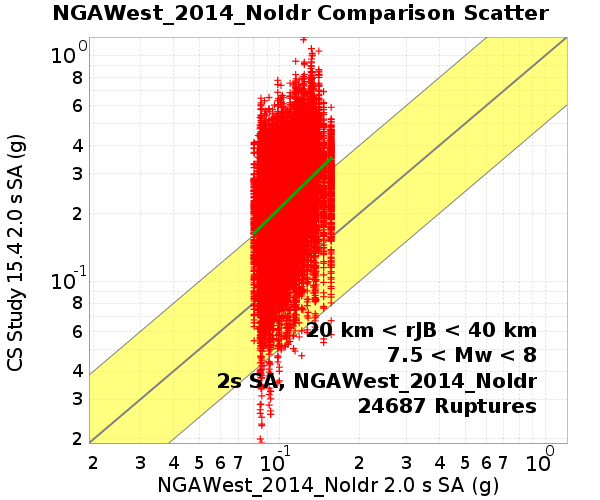 NGAWest_2014_NoIdr Comparison Scatter
CS Study 15.4 2.0 s SA (g)
10^0
8
6
4
3
2
10^-1
8
6
4
3
2
20 km < rJB < 40 km
7.5 < Mw < 8
2s SA, NGAWest_2014_NoIdr
24687 Ruptures
2 3 4 5 6 7 10^-1 2 3 4 5 6 7 10^0
NGAWest_2014_NoIdr 2.0 s SA (g)